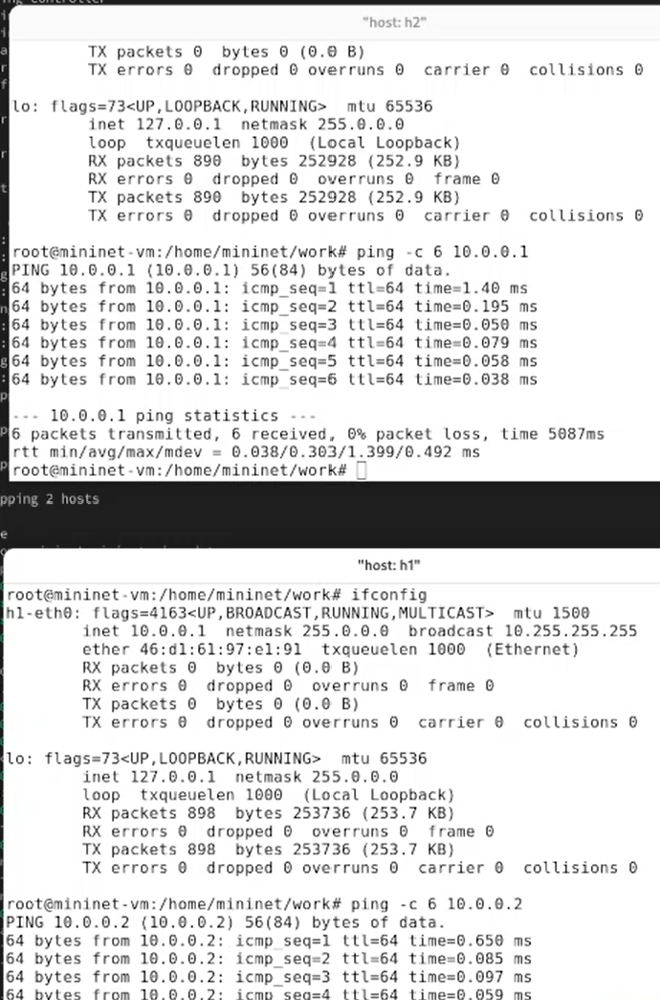 "host: h2"
TX packets 0 bytes 0 (0.0 B)
TX errors 0 dropped 0 overruns 0 carrier 0 collisions 0
lo: flags=73<UP,LOOPBACK,RUNNING> mtu 65536
inet 127.0.0.1 netmask 255.0.0.0
loop txqueuelen 1000 (Local Loopback)
RX packets 890 bytes 252928 (252.9 KB)
RX errors 0 dropped 0 overruns 0 frame 0
TX packets 890 bytes 252928 (252.9 KB)
TX errors 0 dropped 0 overruns 0 carrier 0 collisions 0
root@mininet-vm:/home/mininet/work# ping -c 6 10.0.0.1
PING 10.0.0.1 (10.0.0.1) 56(84) bytes of data.
64 bytes from 10.0.0.1: icmp_seq=1 ttl=64 time=1.40 ms
64 bytes from 10.0.0.1: icmp_seq=2 ttl=64 time=0.195 ms
64 bytes from 10.0.0.1: icmp_seq=3 ttl=64 time=0.050 ms
64 bytes from 10.0.0.1: icmp_seq=4 ttl=64 time=0.079 ms
64 bytes from 10.0.0.1: icmp_seq=5 ttl=64 time=0.058 ms
64 bytes from 10.0.0.1: icmp_seq=6 ttl=64 time=0.038 ms
--- 10.0.0.1 ping statistics ---
6 packets transmitted, 6 received, 0% packet loss, time 5087ms
rtt min/avg/max/mdev = 0.038/0.303/1.399/0.492 ms
root@mininet-vm:/home/mininet/work#
pping 2 hosts
"host: h1"
root@mininet-vm:/home/mininet/work# ifconfig
h1-eth0: flags=4163<UP,BROADCAST,RUNNING,MULTICAST> mtu 1500
inet 10.0.0.1 netmask 255.0.0.0 broadcast 10.255.255.255
ether 46:d1:61:97:e1:91 txqueuelen 1000 (Ethernet)
RX packets 0 bytes 0 (0.0 B)
RX errors 0 dropped 0 overruns 0 frame 0
TX packets 0 bytes 0 (0.0 B)
TX errors 0 dropped 0 overruns 0 carrier 0 collisions 0
lo: flags=73<UP,LOOPBACK,RUNNING> mtu 65536
inet 127.0.0.1 netmask 255.0.0.0
loop txqueuelen 1000 (Local Loopback)
RX packets 898 bytes 253736 (253.7 KB)
RX errors 0 dropped 0 overruns 0 frame 0
TX packets 898 bytes 253736 (253.7 KB)
TX errors 0 dropped 0 overruns 0 carrier 0 collisions 0
root@mininet-vm:/home/mininet/work# ping -c 6 10.0.0.2
PING 10.0.0.2 (10.0.0.2) 56(84) bytes of data.
64 bytes from 10.0.0.2: icmp_seq=1 ttl=64 time=0.650 ms
64 bytes from 10.0.0.2: icmp_seq=2 ttl=64 time=0.085 ms
64 bytes from 10.0.0.2: icmp_seq=3 ttl=64 time=0.097 ms
64 bytes from 10.0.0.2: icmp_seq=4 ttl=64 time=0.059 ms